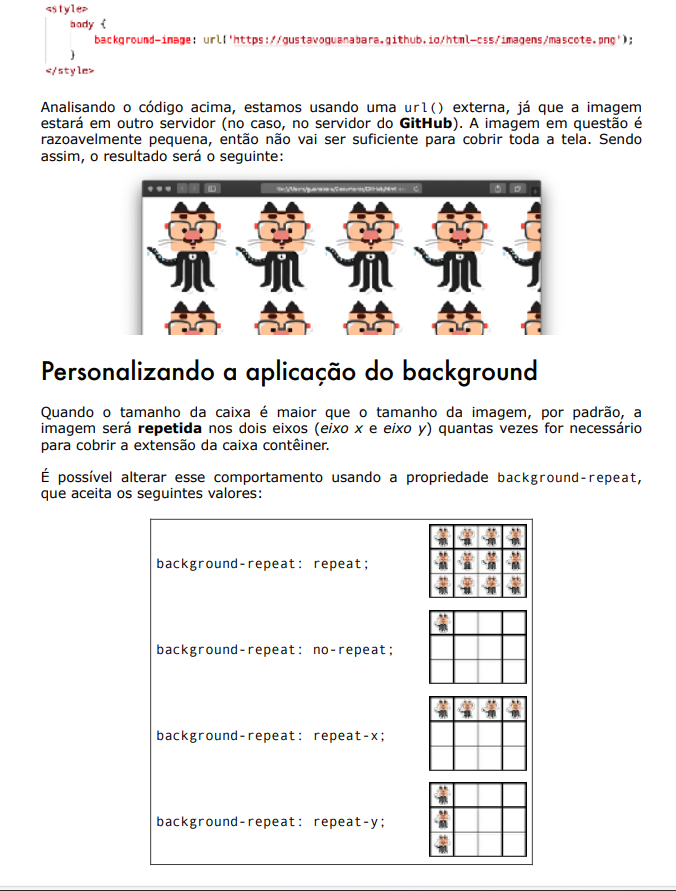 <style>
body {
background-image: url('https://gustavoguanabara.github.io/html-css/imagens/mascote.png');
}
</style>
Analisando o código acima, estamos usando uma url() externa, já que a imagem
estará em outro servidor (no caso, no servidor do GitHub). A imagem em questão é
razoavelmente pequena, então não vai ser suficiente para cobrir toda a tela. Sendo
assim, o resultado será o seguinte:
Personalizando a aplicação do background
Quando o tamanho da caixa é maior que o tamanho da imagem, por padrão, a
imagem será repetida nos dois eixos (eixo x e eixo y) quantas vezes for necessário
para cobrir a extensão da caixa contêiner.
É possível alterar esse comportamento usando a propriedade background-repeat,
que aceita os seguintes valores:
background-repeat: repeat;
background-repeat: no-repeat;
background-repeat: repeat-x;
background-repeat: repeat-y;